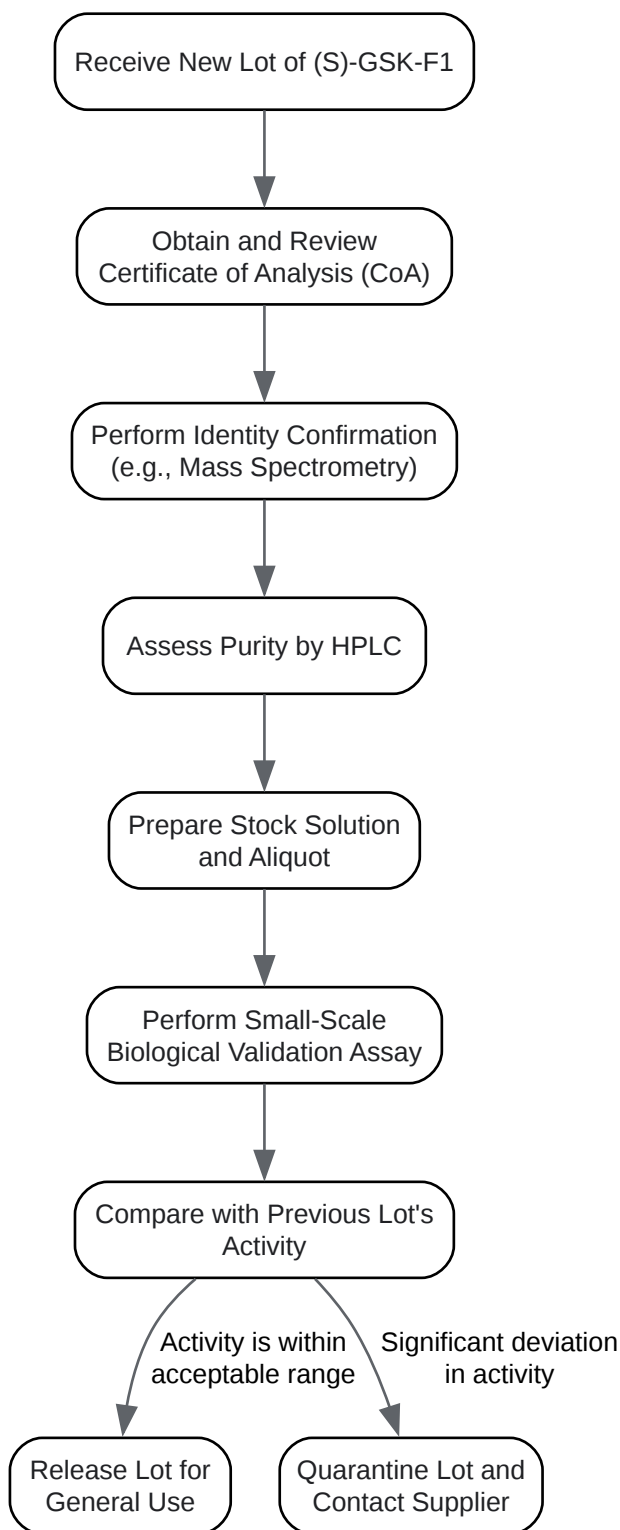 Receive New Lot of (S)-GSK-F1
Obtain and Review
Certificate of Analysis (CoA)
Perform Identity Confirmation
(e.g., Mass Spectrometry)
Assess Purity by HPLC
Prepare Stock Solution
and Aliquot
Perform Small-Scale
Biological Validation Assay
Compare with Previous Lot's
Activity
Activity is within
acceptable range
Significant deviation
in activity
Release Lot for
General Use
Quarantine Lot and
Contact Supplier